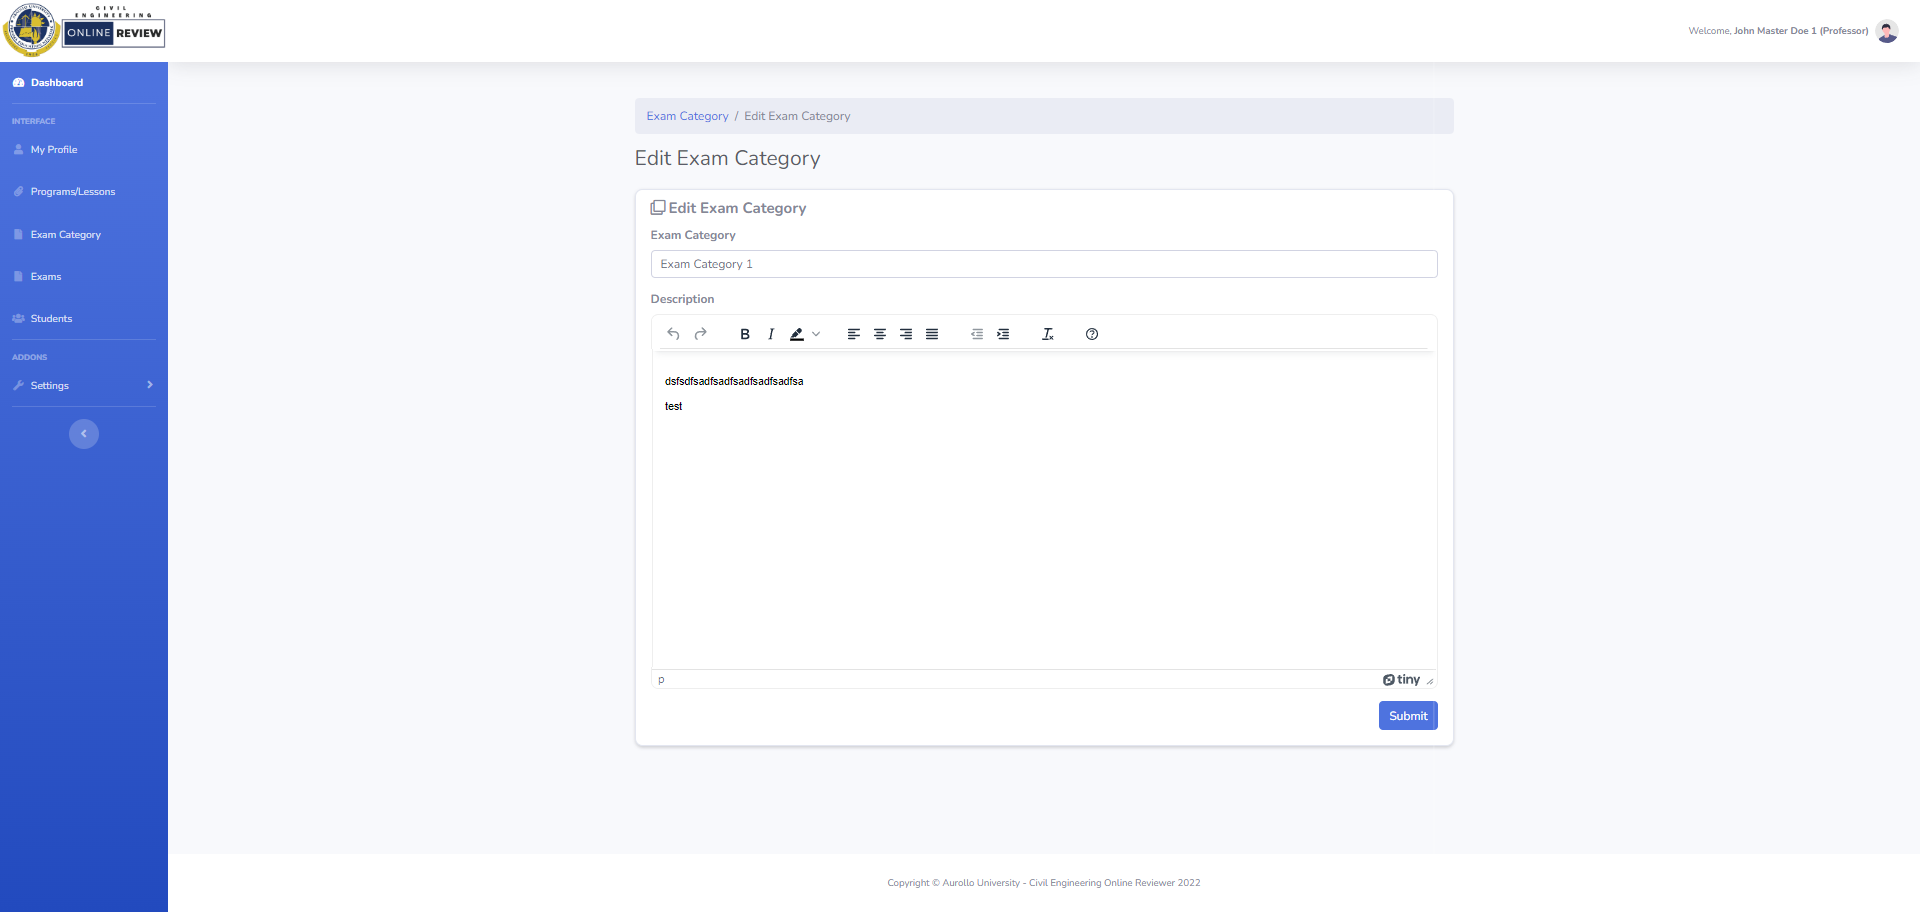 CIVIL
ENGINEERING
ONLINE REVIEW
Welcome, John Master Doe 1 (Professor)
Dashboard
INTERFACE
My Profile
Programs/Lessons
Exam Category
Exams
Students
ADDONS
Settings
Exam Category / Edit Exam Category
Edit Exam Category
Edit Exam Category
Exam Category
Exam Category 1
Description
B I
dsfsdfsadfsadfsadfsadfsadfsa
test
p
tiny
Submit
Copyright © Aurollo University - Civil Engineering Online Reviewer 2022